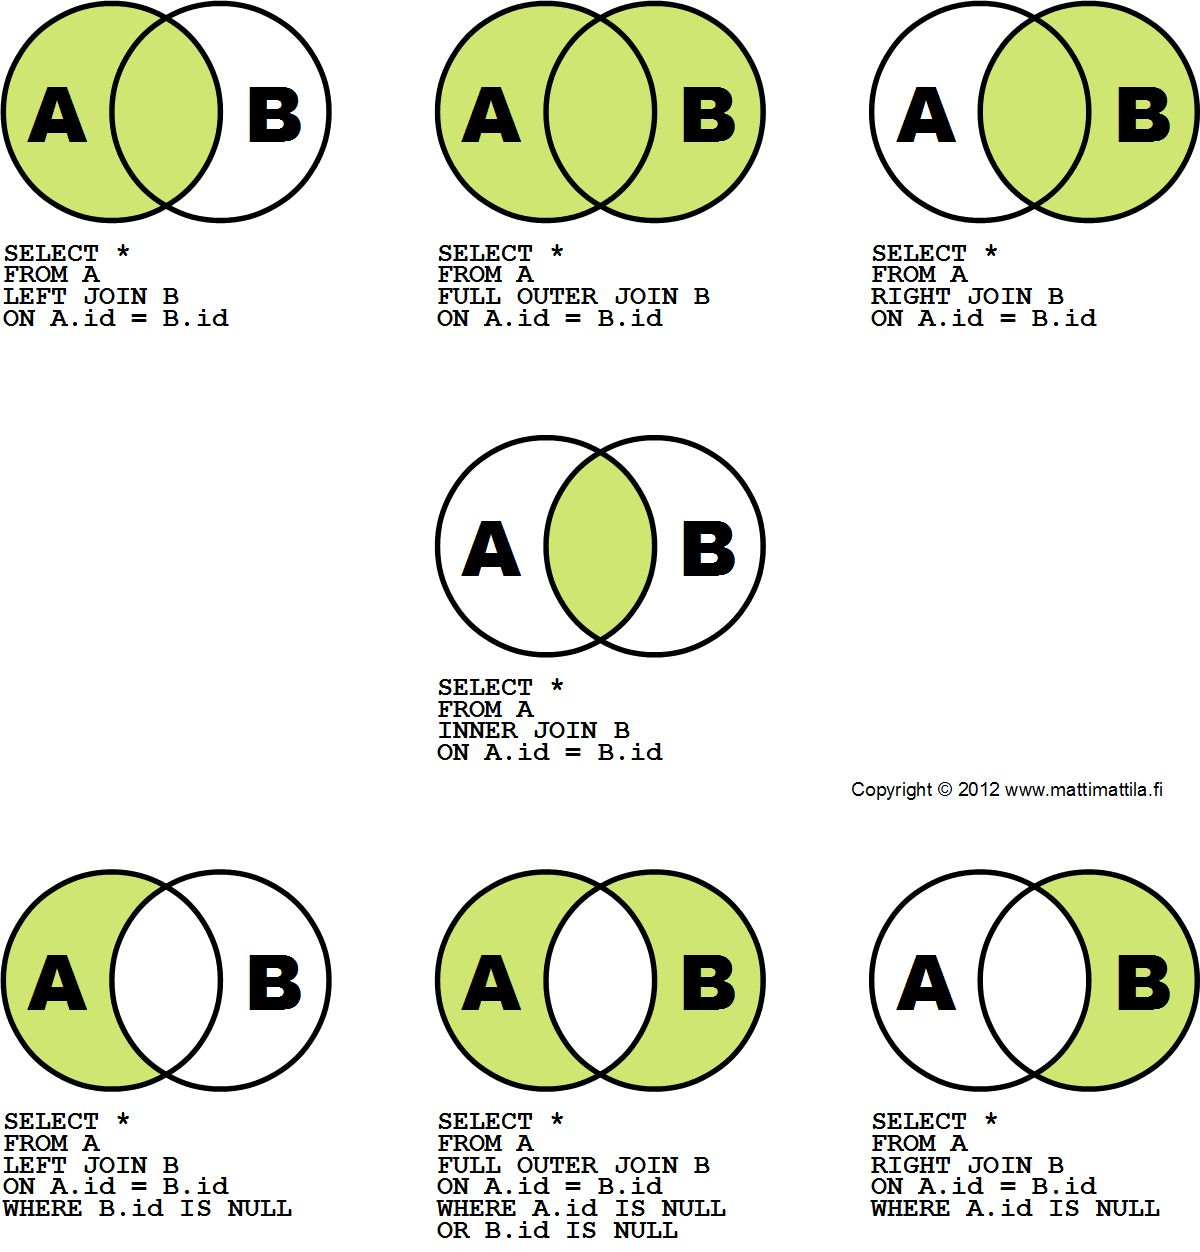 A B
SELECT *
FROM A
LEFT JOIN B
ON A.id = B.id
A B
SELECT *
FROM A
FULL OUTER JOIN B
ON A.id = B.id
A B
SELECT *
FROM A
RIGHT JOIN B
ON A.id = B.id
A B
SELECT *
FROM A
INNER JOIN B
ON A.id = B.id
Copyright © 2012 www.mattimattila.fi
A B
SELECT *
FROM A
LEFT JOIN B
ON A.id = B.id
WHERE B.id IS NULL
A B
SELECT *
FROM A
FULL OUTER JOIN B
ON A.id = B.id
WHERE A.id IS NULL
OR B.id IS NULL
A B
SELECT *
FROM A
RIGHT JOIN B
ON A.id = B.id
WHERE A.id IS NULL